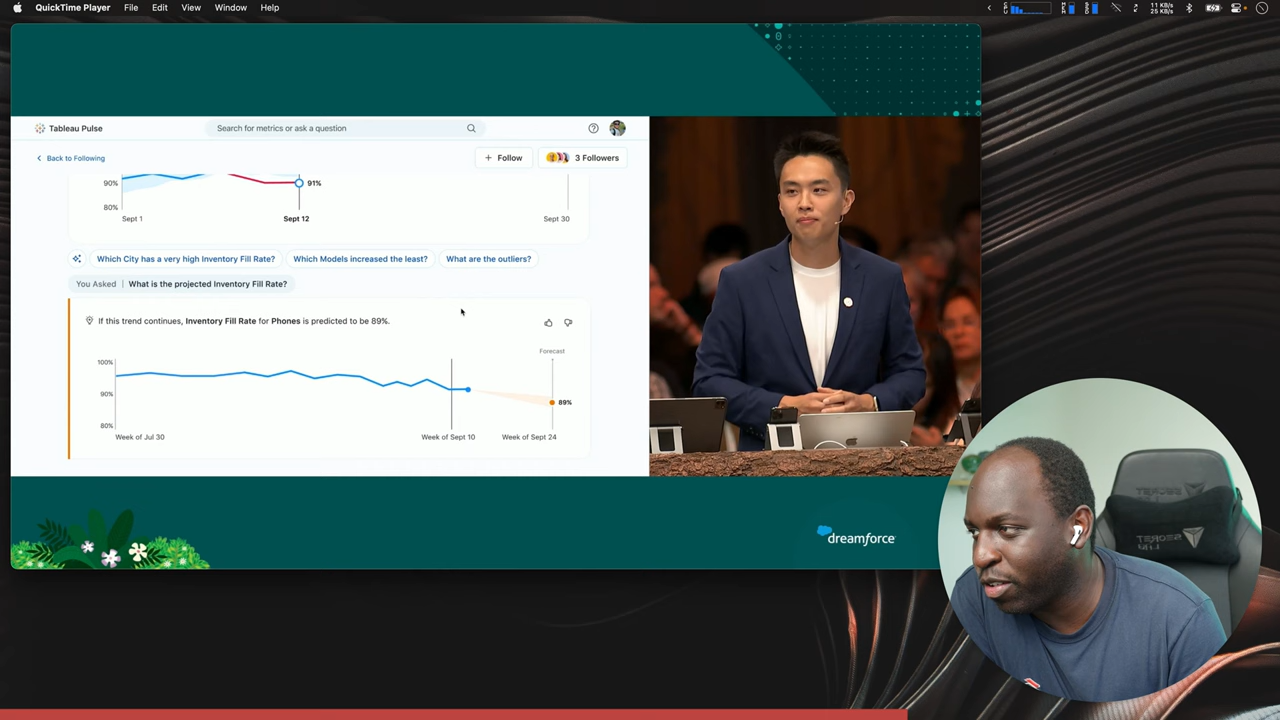 QuickTime Player File Edit View Window Help
11 KB/s
25 KB/s
Tableau Pulse
Search for metrics or ask a question
Back to Following
+ Follow
3 Followers
90%
91%
80%
Sept 1
Sept 12
Sept 30
Which City has a very high Inventory Fill Rate?
Which Models increased the least?
What are the outliers?
You Asked | What is the projected Inventory Fill Rate?
If this trend continues, Inventory Fill Rate for Phones is predicted to be 89%.
Forecast
100%
90%
89%
80%
Week of Jul 30
Week of Sept 10
Week of Sept 24
dreamforce